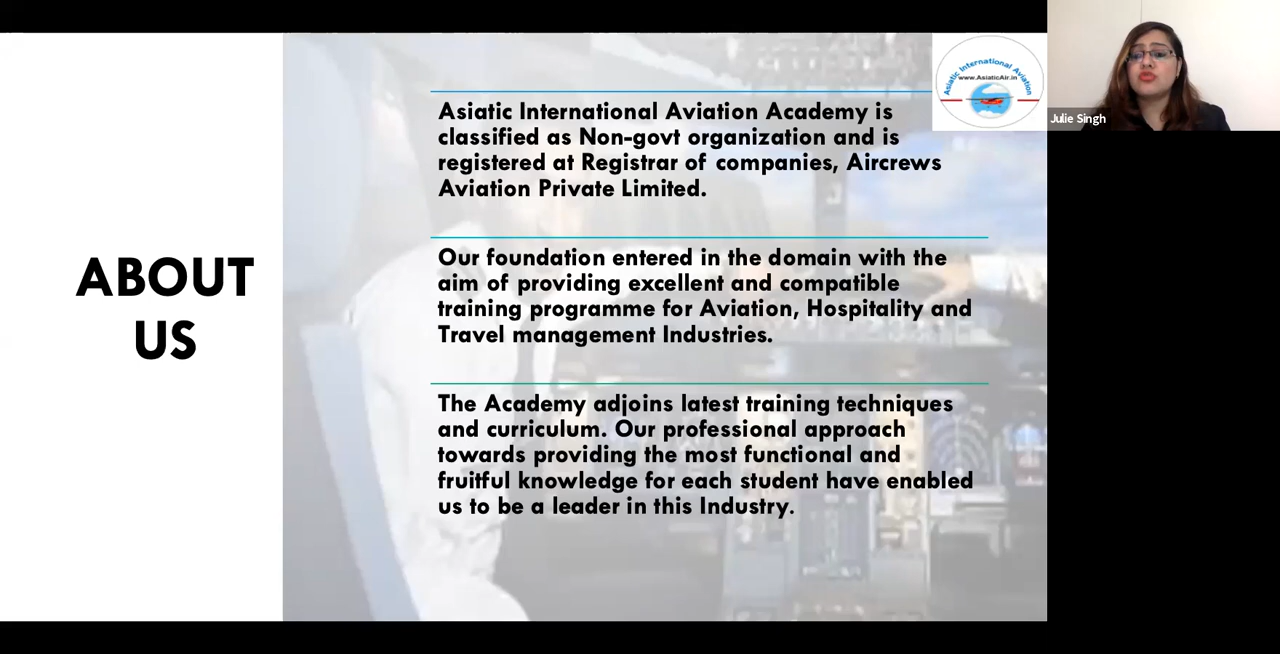 ABOUT
US
Asiatic International Aviation Academy is
classified as Non-govt organization and is
registered at Registrar of companies, Aircrews
Aviation Private Limited.
Our foundation entered in the domain with the
aim of providing excellent and compatible
training programme for Aviation, Hospitality and
Travel management Industries.
The Academy adjoins latest training techniques
and curriculum. Our professional approach
towards providing the most functional and
fruitful knowledge for each student have enabled
us to be a leader in this Industry.
Asiatic International Aviation
www.AsiaticAir.in
Julie Singh